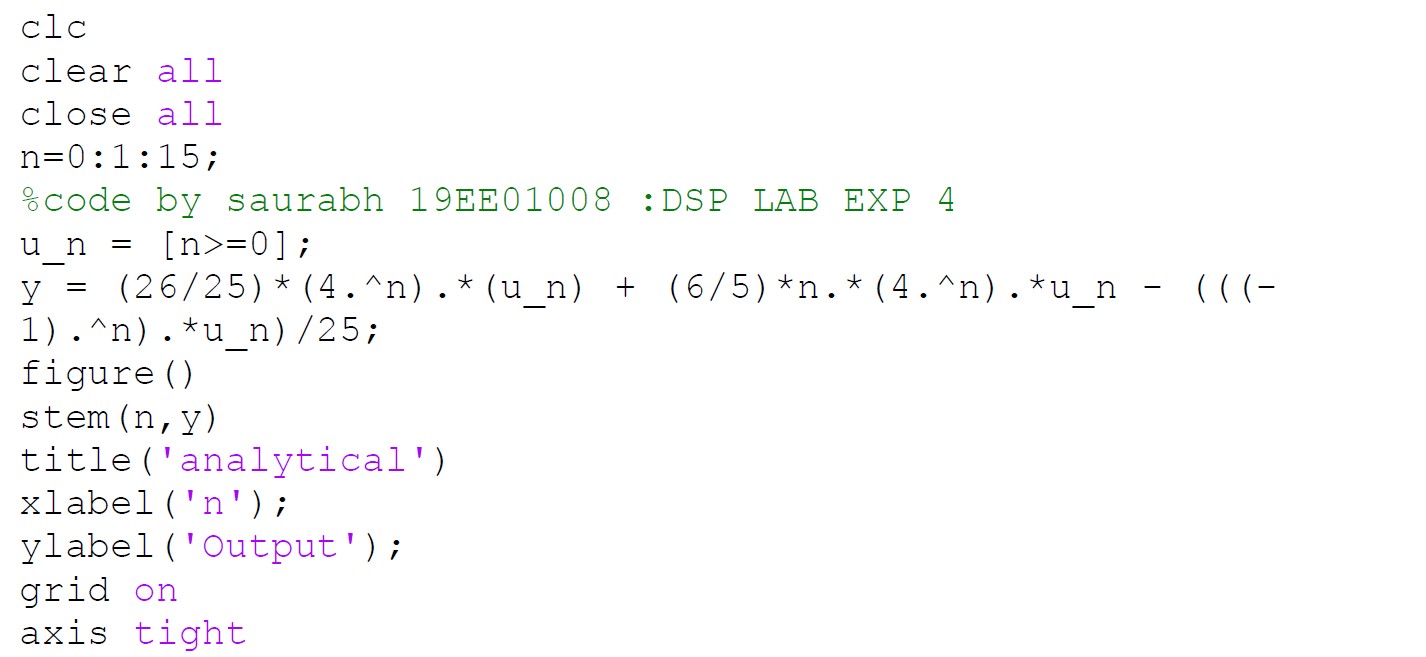 clc
clear all
close all
n=0:1:15;
%code by saurabh 19EE01008 :DSP LAB EXP 4
u_n = [n>=0];
y = (26/25)*(4.^n).*(u_n) + (6/5)*n.*(4.^n).*u_n - (((-
1).^n).*u_n)/25;
figure()
stem(n,y)
title('analytical')
xlabel('n');
ylabel('Output');
grid on
axis tight